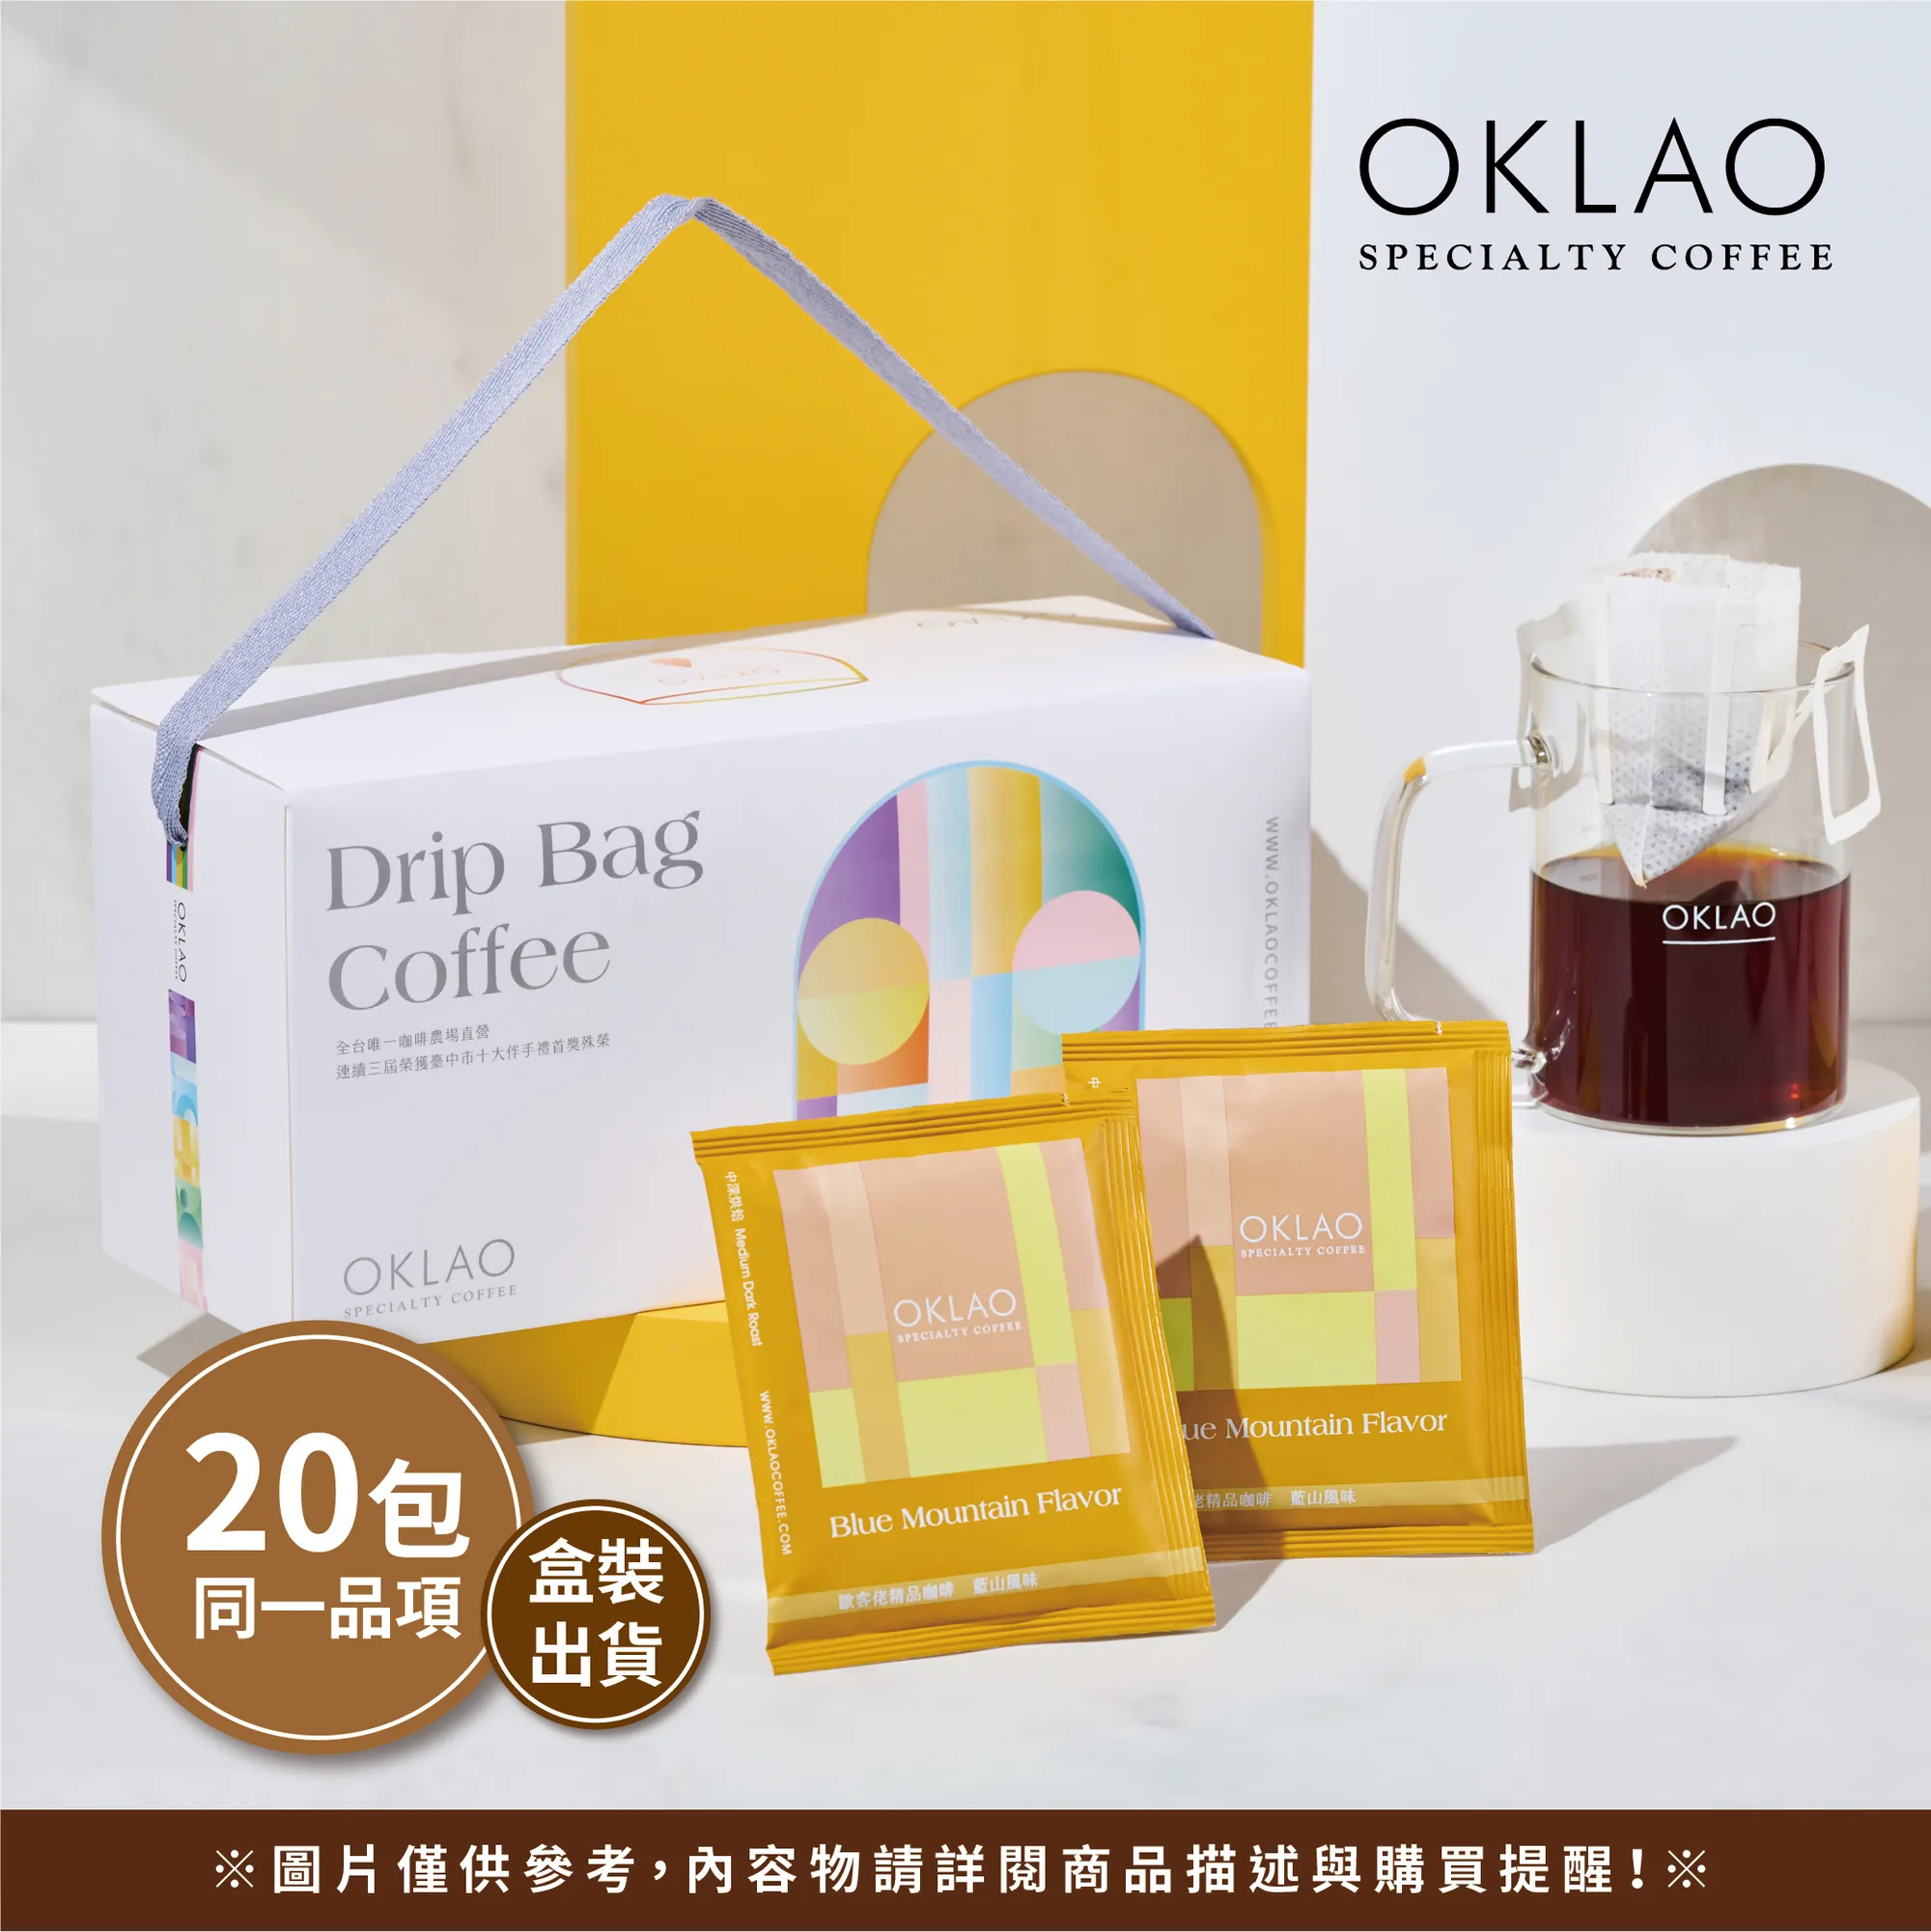 OKLAO
SPECIALTY COFFEE
Drip Bag
Coffee
全台唯一咖啡農場直營
連續三屆榮獲臺中市十大伴手禮首獎殊榮
WWW.OKLAOCOFFEE
OKLAO
OKLAO
SPECIALTY COFFEE
OKLAO
中深烘焙 Medium Dark Roast
WWW.OKLAOCOFFEE.COM
OKLAO
SPECIALTY COFFEE
Blue Mountain Flavor
歐客佬精品咖啡 藍山風味
中
OKLAO
SPECIALTY COFFEE
ue Mountain Flavor
佬精品咖啡 藍山風味
20包
同一品項
盒裝
出貨
※圖片僅供參考，內容物請詳閱商品描述與購買提醒！※